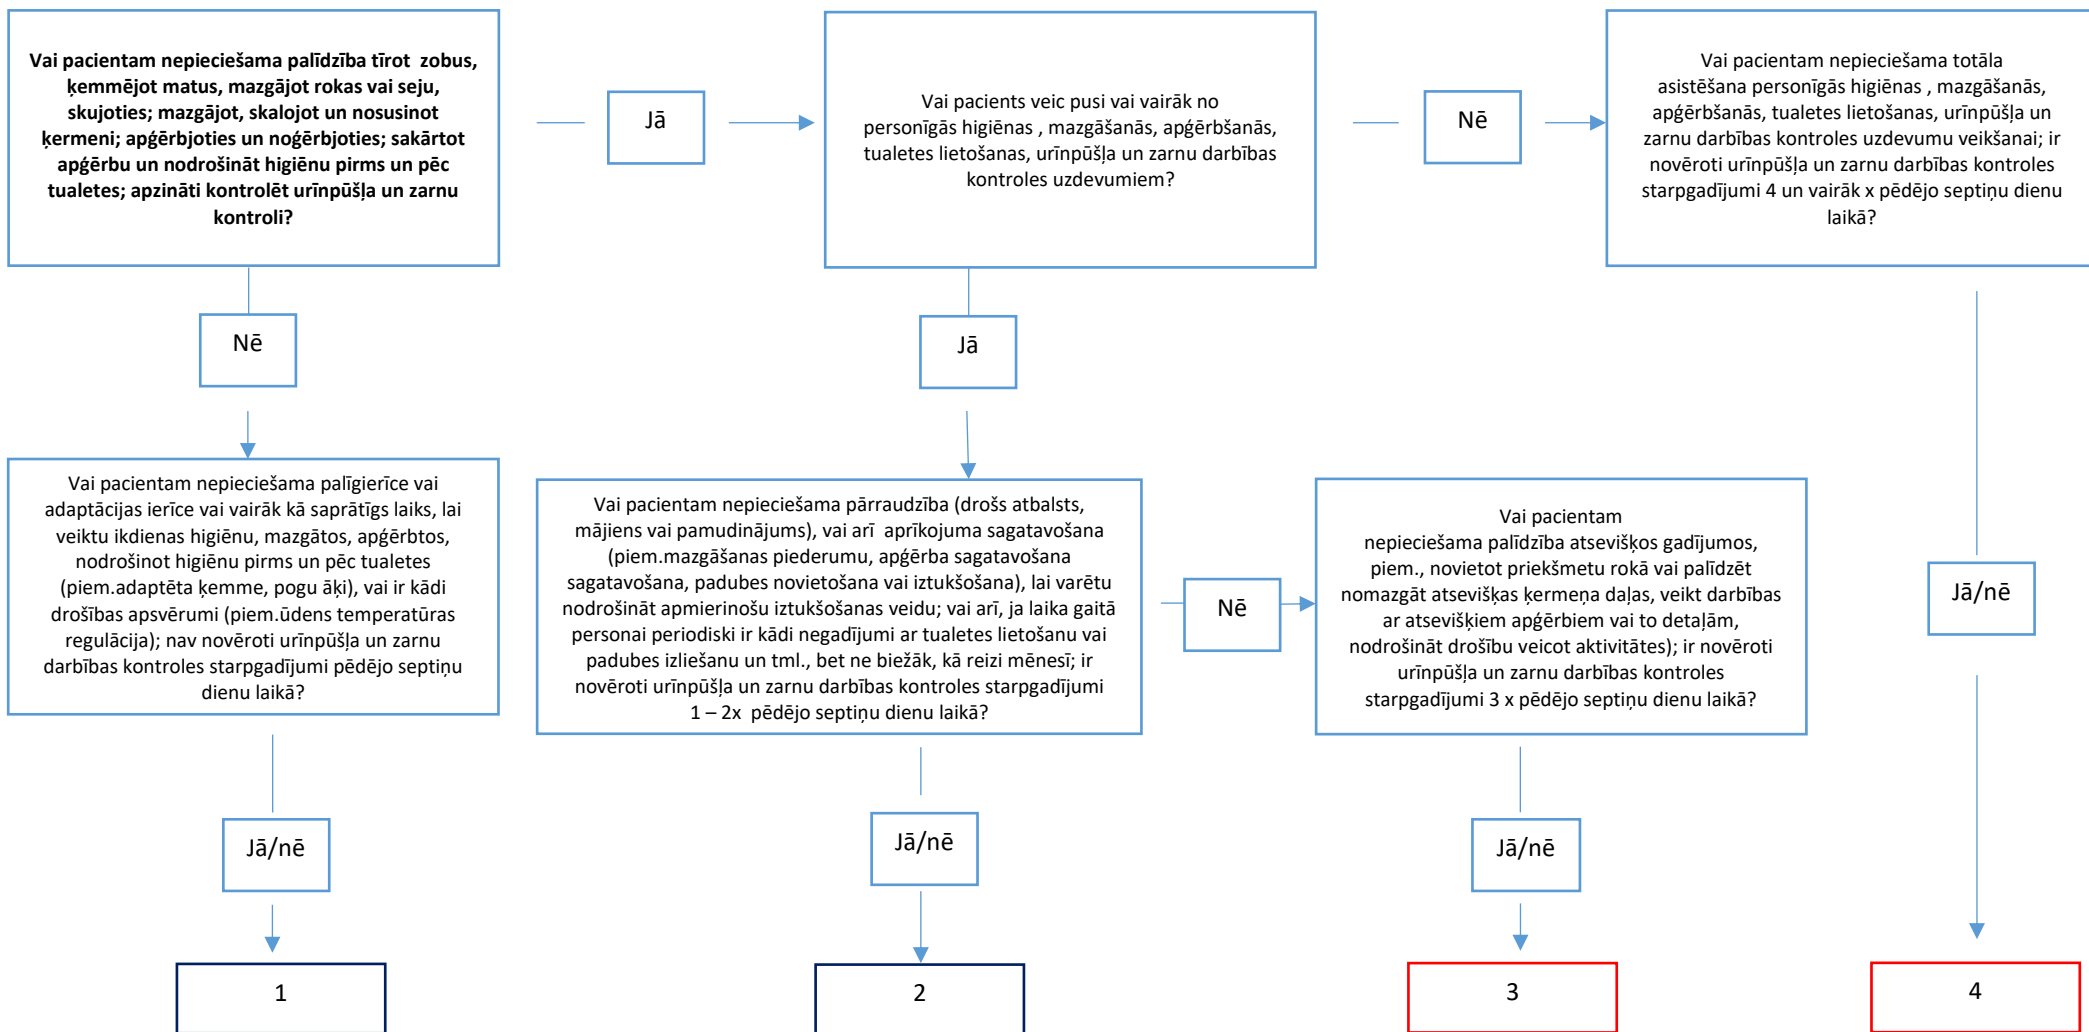 Vai pacientam nepieciešama palīdzība tīrot  zobus,
ķemmējot matus, mazgājot rokas vai seju,
skujoties; mazgājot, skalojot un nosusinot
ķermeni; apģērbjoties un noģērbjoties; sakārtot
apģērbu un nodrošināt higiēnu pirms un pēc
tualetes; apzināti kontrolēt urīnpūšļa un zarnu
kontroli?
Jā
Vai pacients veic pusi vai vairāk no
personīgās higiēnas , mazgāšanās, apģērbšanās,
tualetes lietošanas, urīnpūšļa un zarnu darbības
kontroles uzdevumiem?
Nē
Vai pacientam nepieciešama totāla
asistēšana personīgās higiēnas , mazgāšanās,
apģērbšanās, tualetes lietošanas, urīnpūšļa un
zarnu darbības kontroles uzdevumu veikšanai; ir
novēroti urīnpūšļa un zarnu darbības kontroles
starpgadījumi 4 un vairāk x pēdējo septiņu dienu
laikā?
Nē
Jā
Vai pacientam nepieciešama palīgierīce vai
adaptācijas ierīce vai vairāk kā saprātīgs laiks, lai
veiktu ikdienas higiēnu, mazgātos, apģērbtos,
nodrošinot higiēnu pirms un pēc tualetes
(piem.adaptēta ķemme, pogu āķi), vai ir kādi
drošības apsvērumi (piem.ūdens temperatūras
regulācija); nav novēroti urīnpūšļa un zarnu
darbības kontroles starpgadījumi pēdējo septiņu
dienu laikā?
Vai pacientam nepieciešama pārraudzība (drošs atbalsts,
mājiens vai pamudinājums), vai arī  aprīkojuma sagatavošana
(piem.mazgāšanas piederumu, apģērba sagatavošana
sagatavošana, padubes novietošana vai iztukšošana), lai varētu
nodrošināt apmierinošu iztukšošanas veidu; vai arī, ja laika gaitā
personai periodiski ir kādi negadījumi ar tualetes lietošanu vai
padubes izliešanu un tml., bet ne biežāk, kā reizi mēnesī; ir
novēroti urīnpūšļa un zarnu darbības kontroles starpgadījumi
1 – 2x  pēdējo septiņu dienu laikā?
Nē
Vai pacientam
nepieciešama palīdzība atsevišķos gadījumos,
piem., novietot priekšmetu rokā vai palīdzēt
nomazgāt atsevišķas ķermeņa daļas, veikt darbības
ar atsevišķiem apģērbiem vai to detaļām,
nodrošināt drošību veicot aktivitātes); ir novēroti
urīnpūšļa un zarnu darbības kontroles
starpgadījumi 3 x pēdējo septiņu dienu laikā?
Jā/nē
Jā/nē
Jā/nē
Jā/nē
1
2
3
4